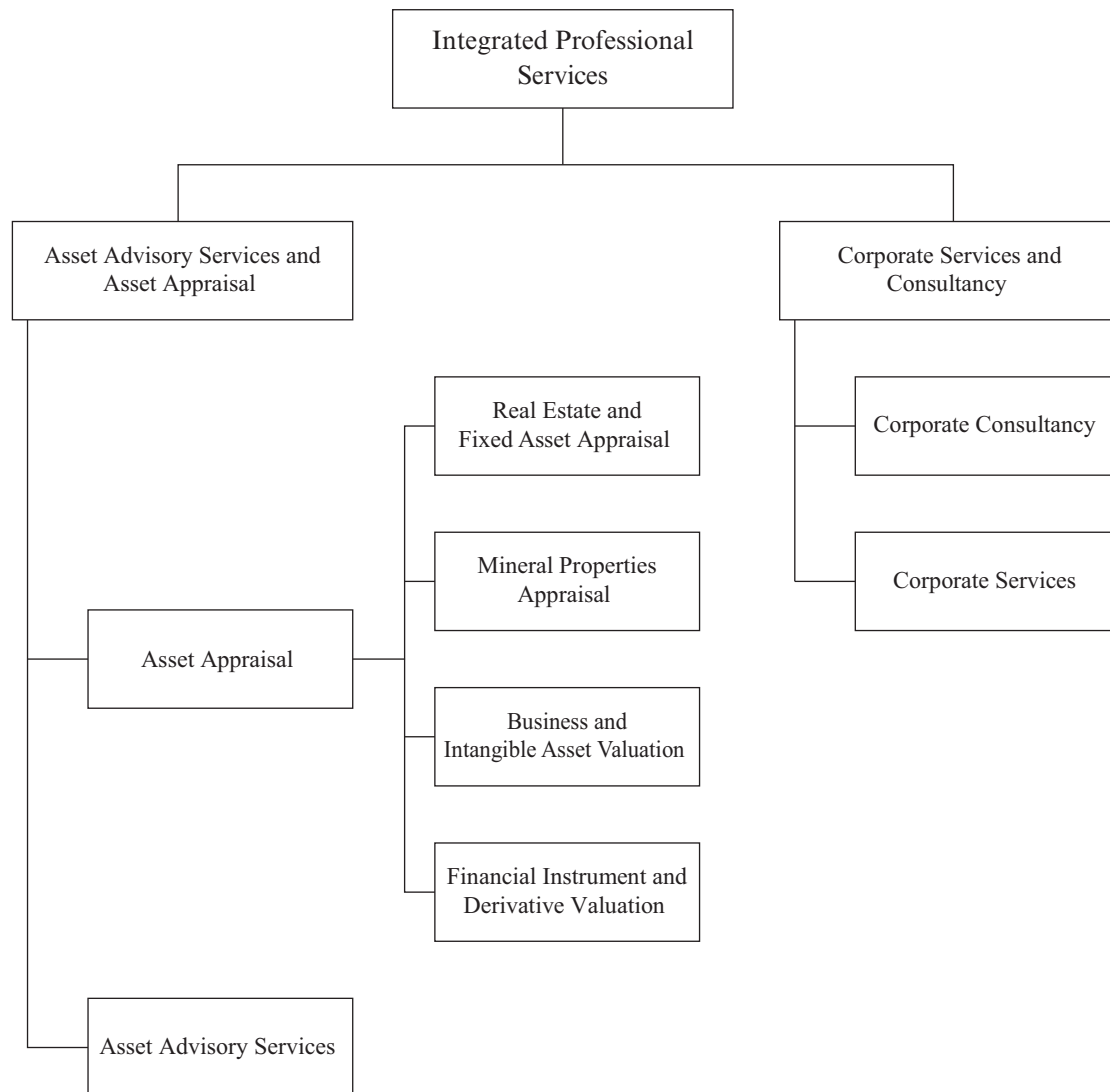 Integrated Professional
Services
Asset Advisory Services and
Asset Appraisal
Corporate Services and
Consultancy
Real Estate and
Fixed Asset Appraisal
Corporate Consultancy
Mineral Properties
Appraisal
Corporate Services
Asset Appraisal
Business and
Intangible Asset Valuation
Financial Instrument and
Derivative Valuation
Asset Advisory Services